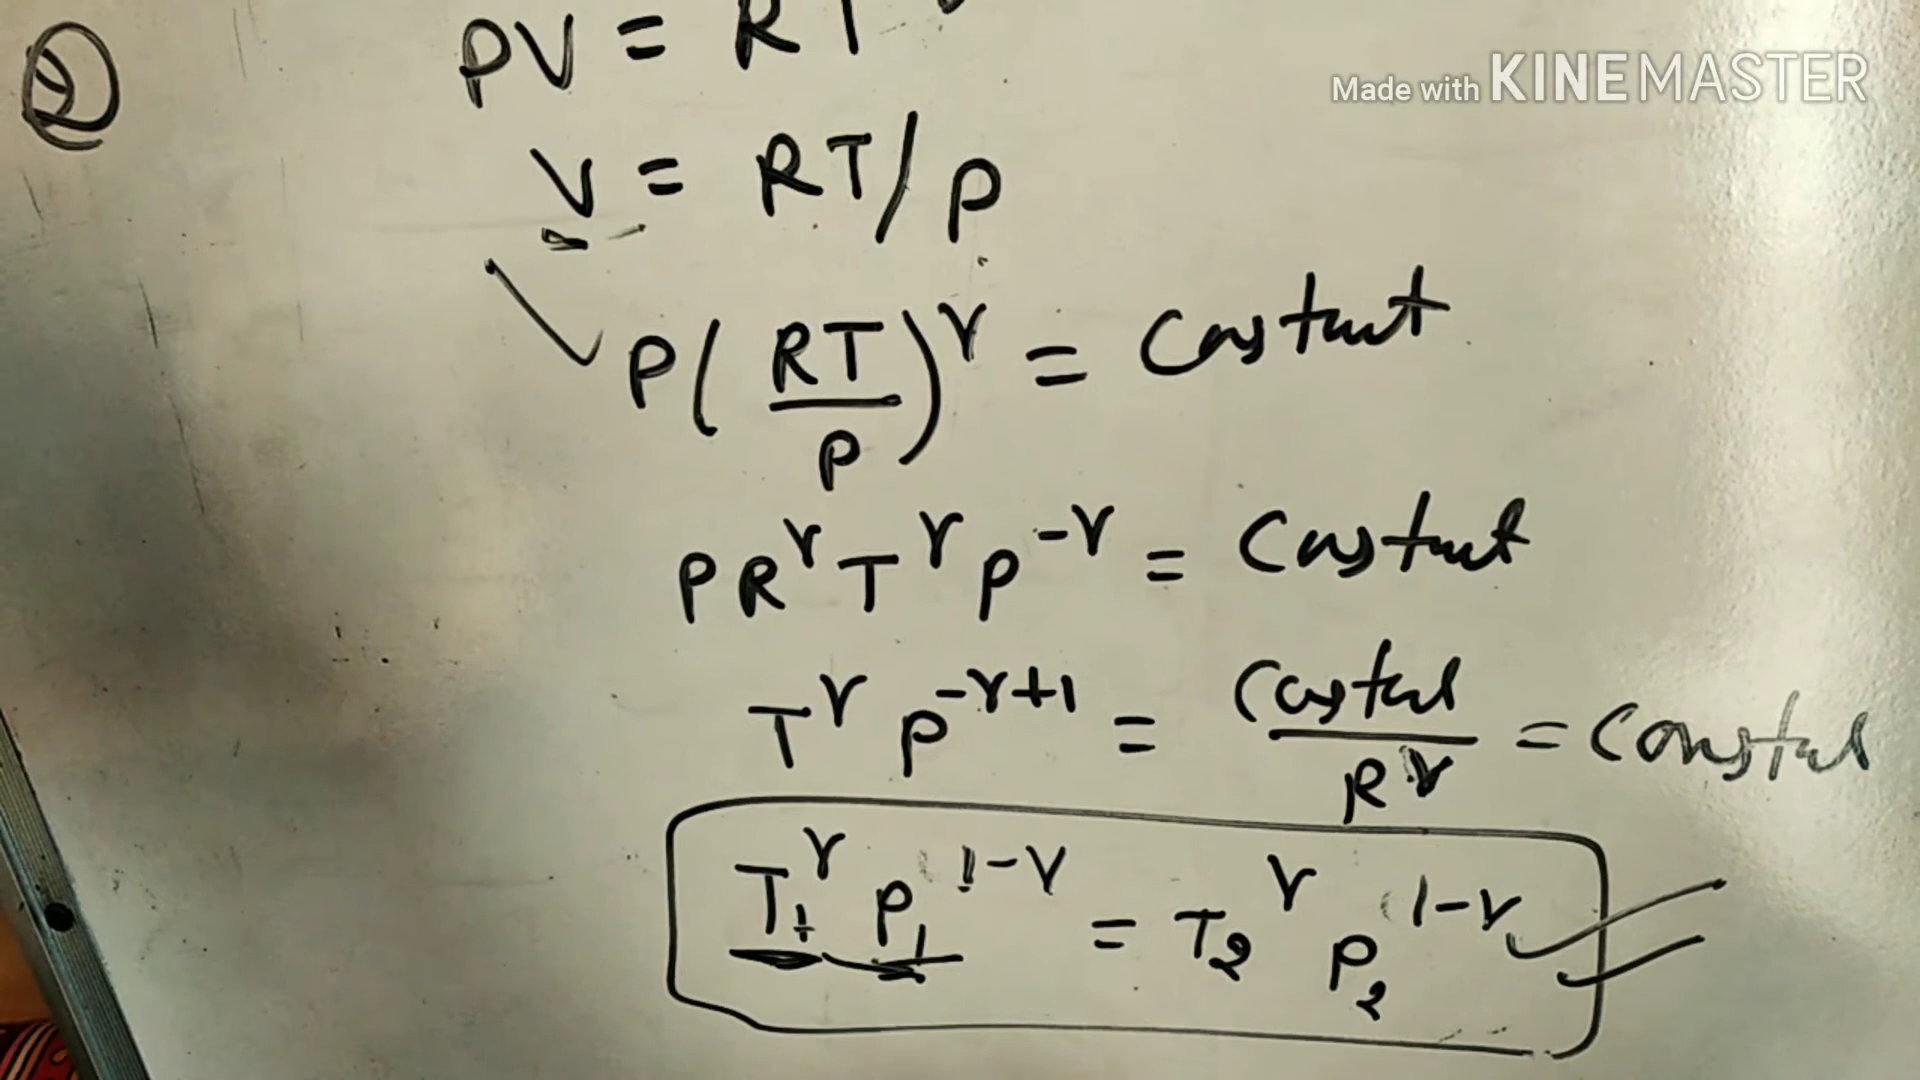 ②
PV = RT
Made with KINEMASTER
V = RT/P
P(RT/P)^γ = Constant
P R^γ T^γ P^-γ = Constant
T^γ P^-γ+1 = Constant/R^γ = Constant
T₁^γ P₁^1-γ = T₂^γ P₂^1-γ